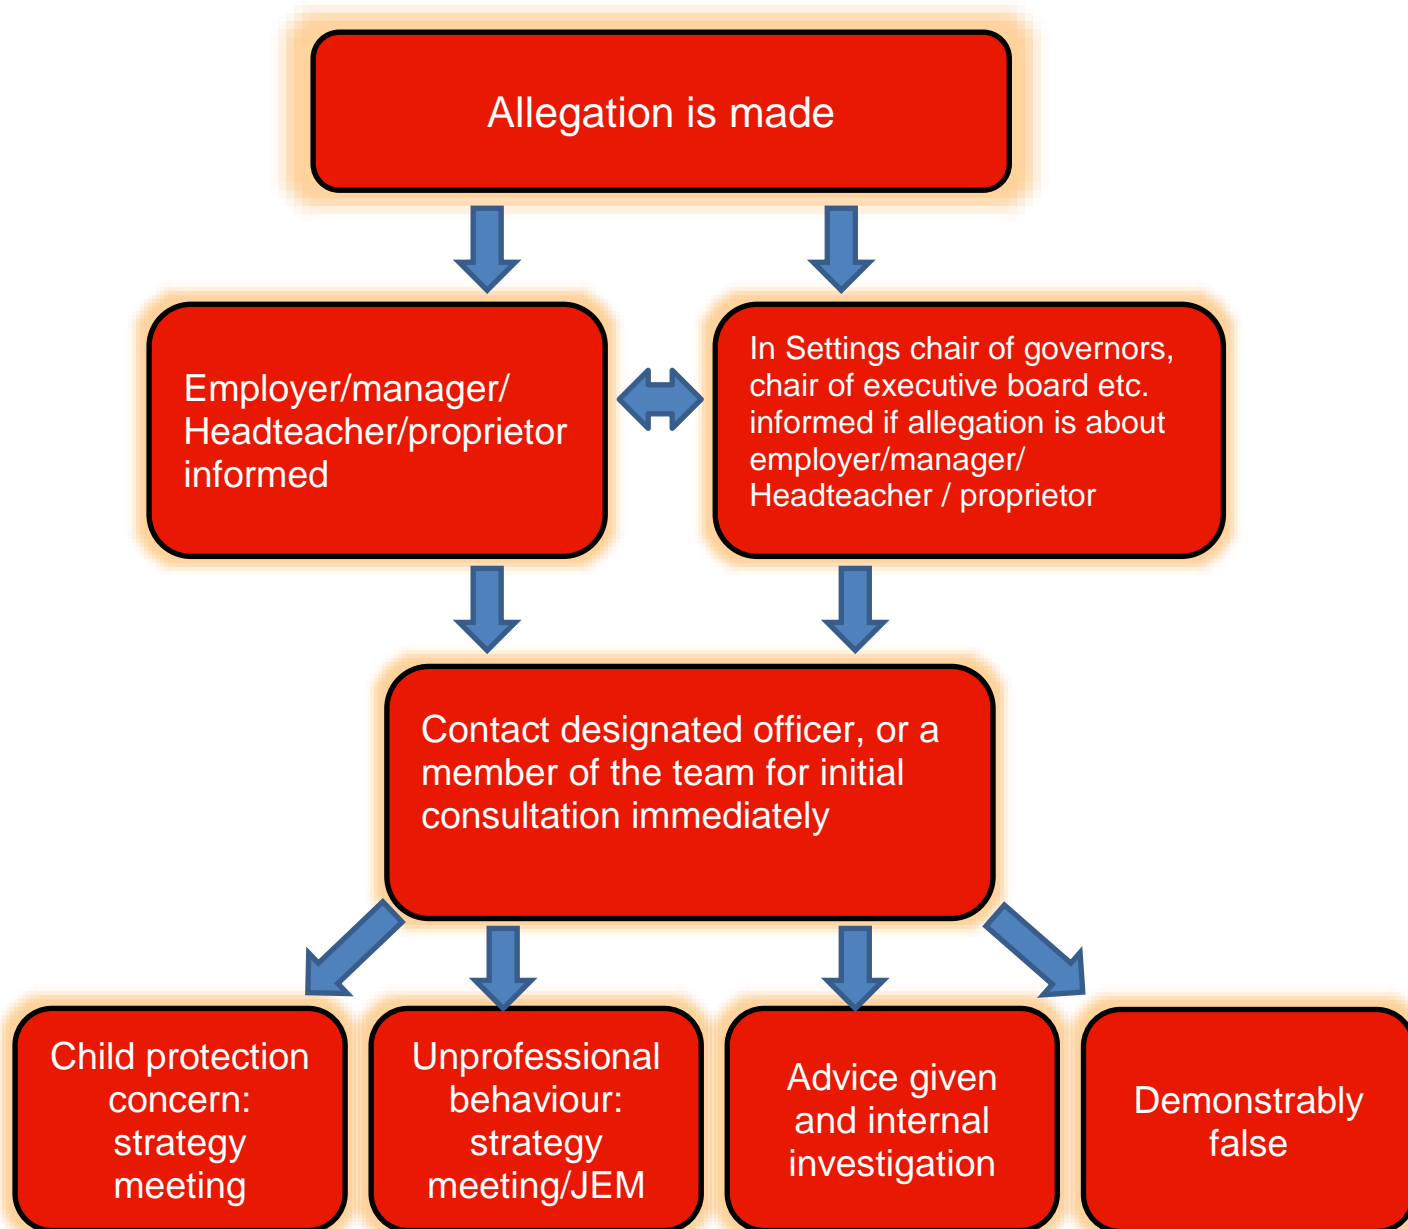 Allegation is made
Employer/manager/
Headteacher/proprietor
informed
In Settings chair of governors,
chair of executive board etc.
informed if allegation is about
employer/manager/
Headteacher / proprietor
Contact designated officer, or a
member of the team for initial
consultation immediately
Child protection
concern:
strategy
meeting
Unprofessional
behaviour:
strategy
meeting/JEM
Advice given
and internal
investigation
Demonstrably
false